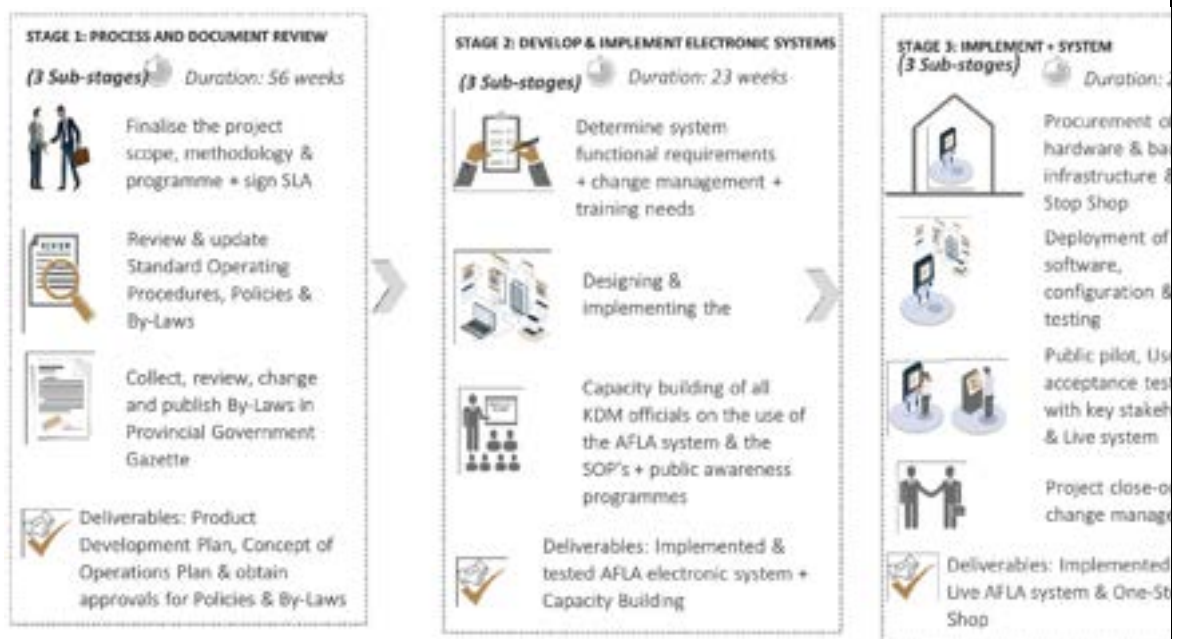 STAGE 1: PROCESS AND DOCUMENT REVIEW
(3 Sub-stages)
Duration: 56 weeks
Finalise the project
scope, methodology &
programme + sign SLA
Review & update
Standard Operating
Procedures, Policies &
By-Laws
Collect, review, change
and publish By-Laws in
Provincial Government
Gazette
Deliverables: Product
Development Plan, Concept of
Operations Plan & obtain
approvals for Policies & By-Laws
STAGE 2: DEVELOP & IMPLEMENT ELECTRONIC SYSTEMS
(3 Sub-stages)
Duration: 23 weeks
Determine system
functional requirements
+ change management +
training needs
Designing &
implementing the
Capacity building of all
KDM officials on the use of
the AFLA system & the
SOP's + public awareness
programmes
Deliverables: Implemented &
tested AFLA electronic system +
Capacity Building
STAGE 3: IMPLEMENT + SYSTEM
(3 Sub-stages)
Duration:
Procurement
hardware &
infrastructure &
Stop Shop
Deployment of
software,
configuration &
testing
Public pilot,
acceptance
with key
& Live system
Project
change
Deliverables: Implemented
Live AFLA system &
Shop